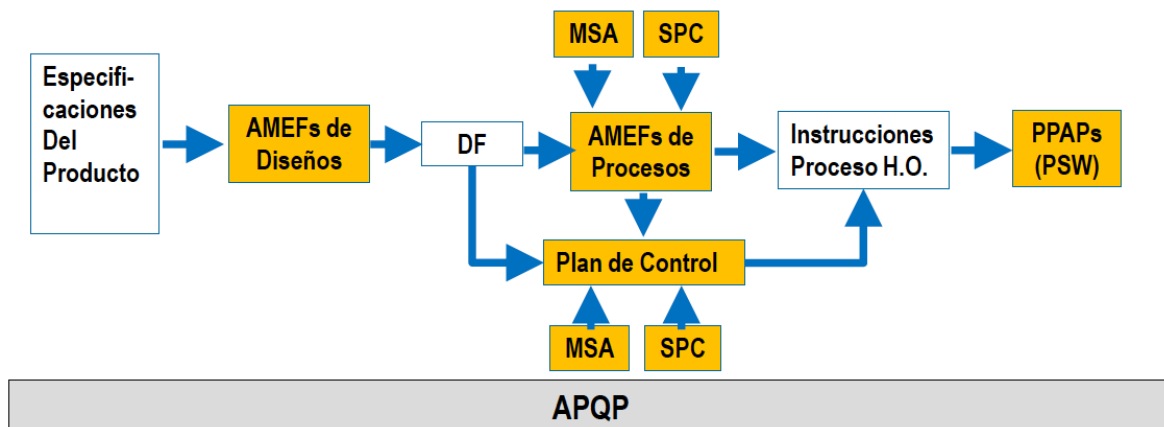 MSA
SPC
Especifi-
caciones
Del
Producto
AMEFs de
Diseños
DF
AMEFs de
Procesos
Instrucciones
Proceso H.O.
PPAPs
(PSW)
Plan de Control
MSA
SPC
APQP